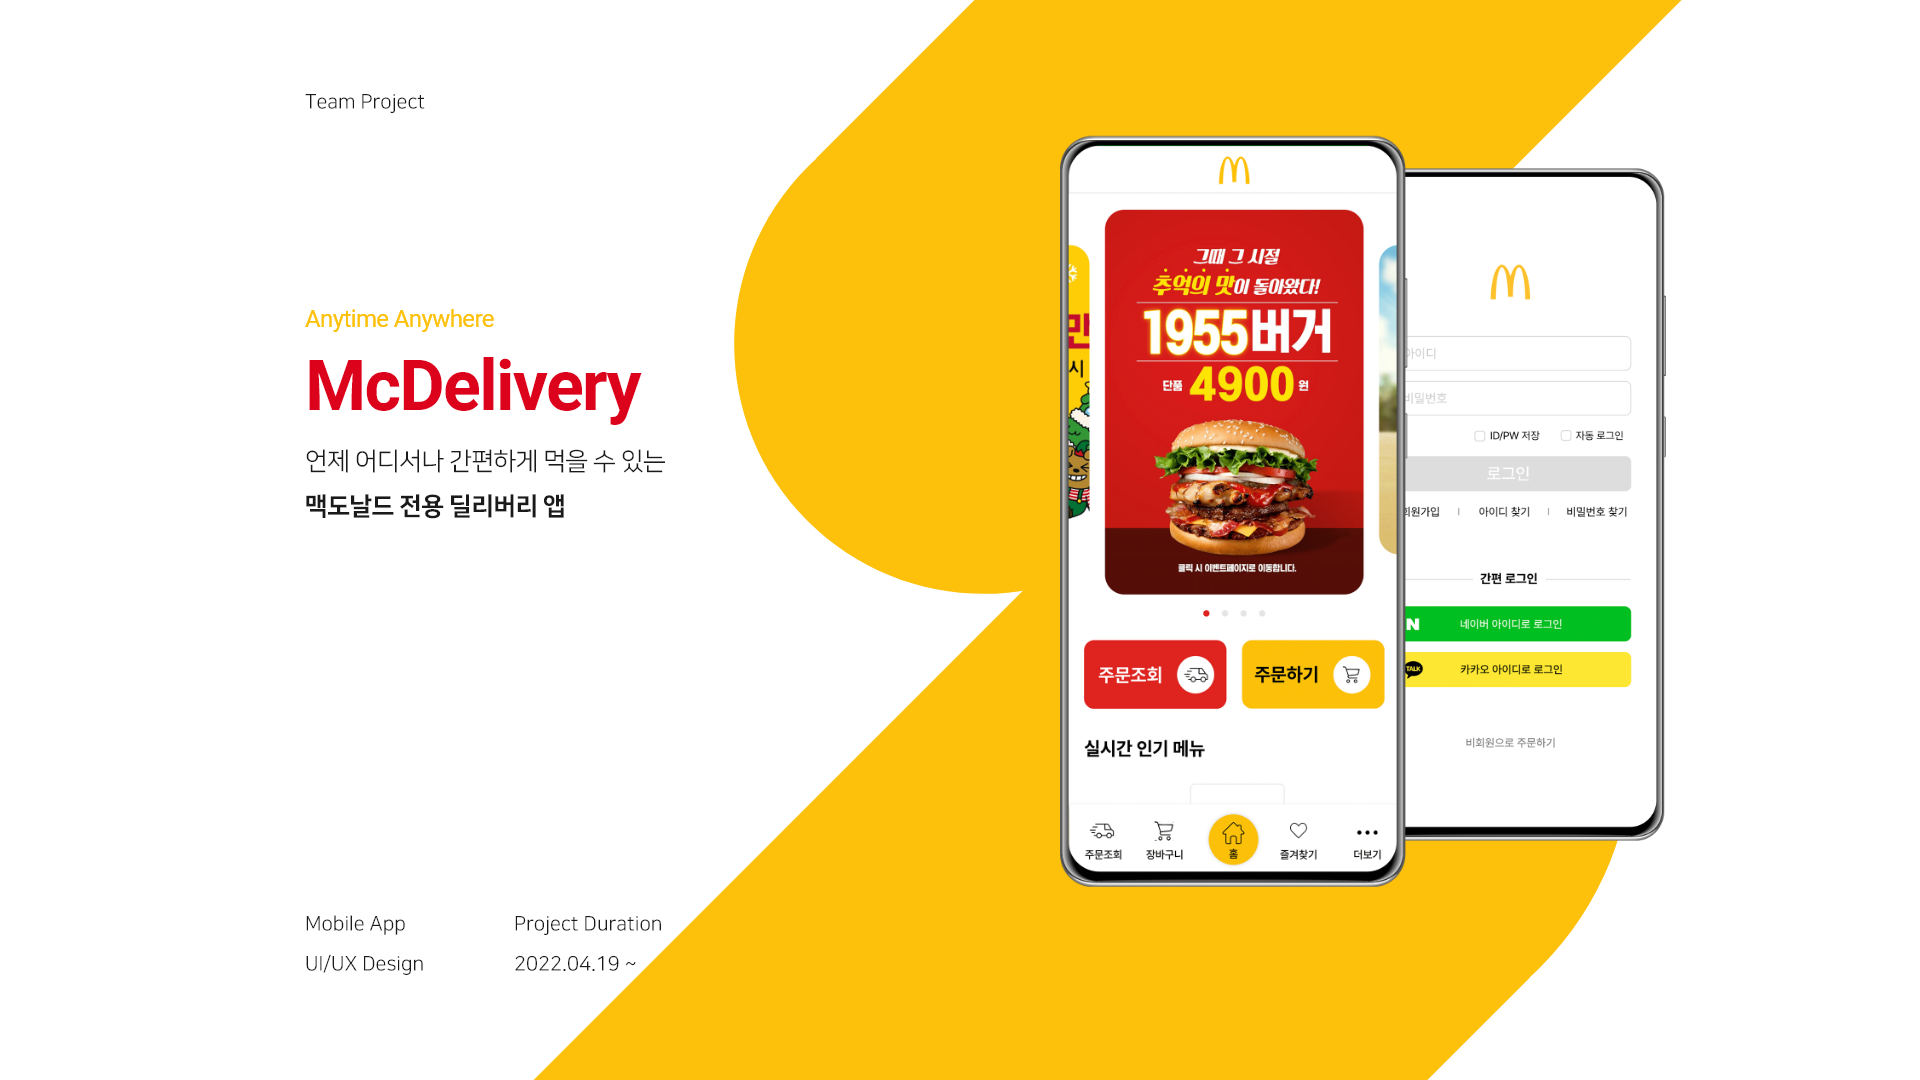 Team Project
Anytime Anywhere
McDelivery
언제 어디서나 간편하게 먹을 수 있는
맥도날드 전용 딜리버리 앱
Mobile App
UI/UX Design
Project Duration
2022.04.19 ~
그때 그 시절
추억의 맛이 돌아왔다!
1955버거
단품 4900원
클릭 시 이벤트페이지로 이동합니다.
시
주문조회
주문하기
실시간 인기 메뉴
주문조회
장바구니
홈
즐겨찾기
더보기
아이디
비밀번호
ID/PW 저장
자동 로그인
로그인
회원가입
아이디 찾기
비밀번호 찾기
간편 로그인
N 네이버 아이디로 로그인
TALK 카카오 아이디로 로그인
비회원으로 주문하기